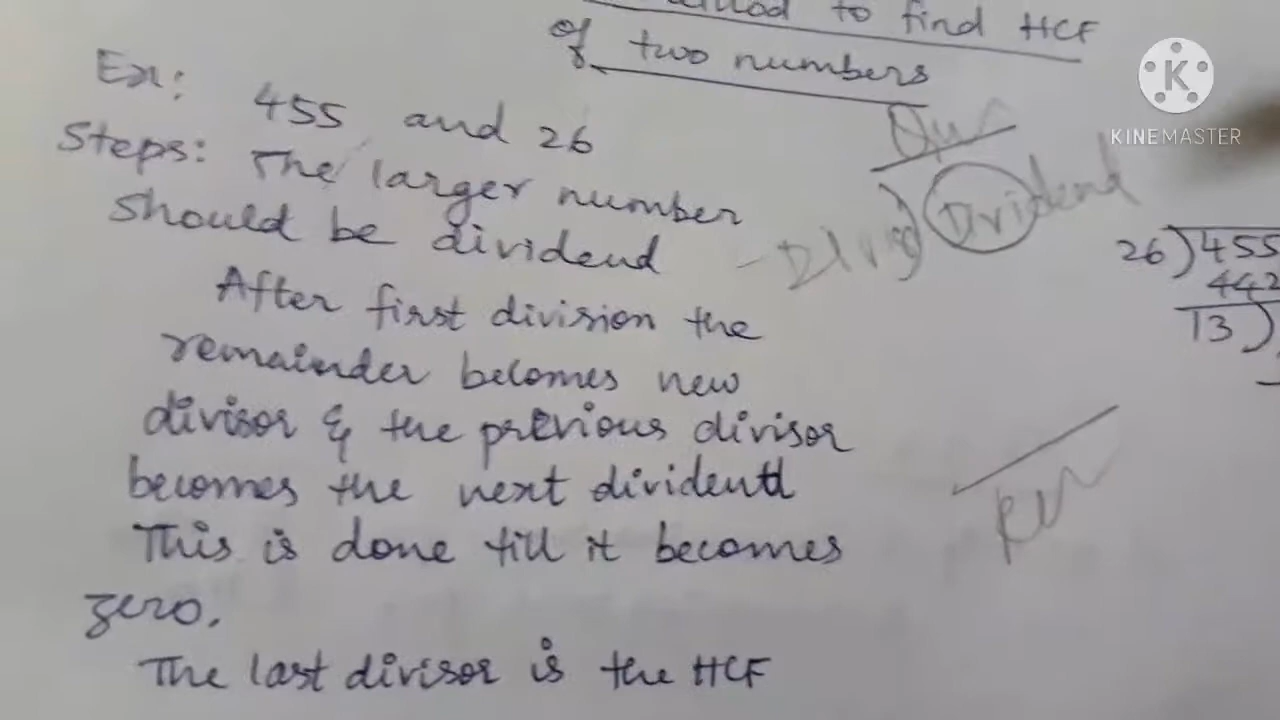 to find HCF
of two numbers
Ex: 455 and 26
Steps: The larger number
should be dividend
After first division the
remainder becomes new
divisor & the previous divisor
becomes the next dividend
This is done till it becomes
zero.
The last divisor is the HCF
Dividend
26)455
442
13)
KINEMASTER